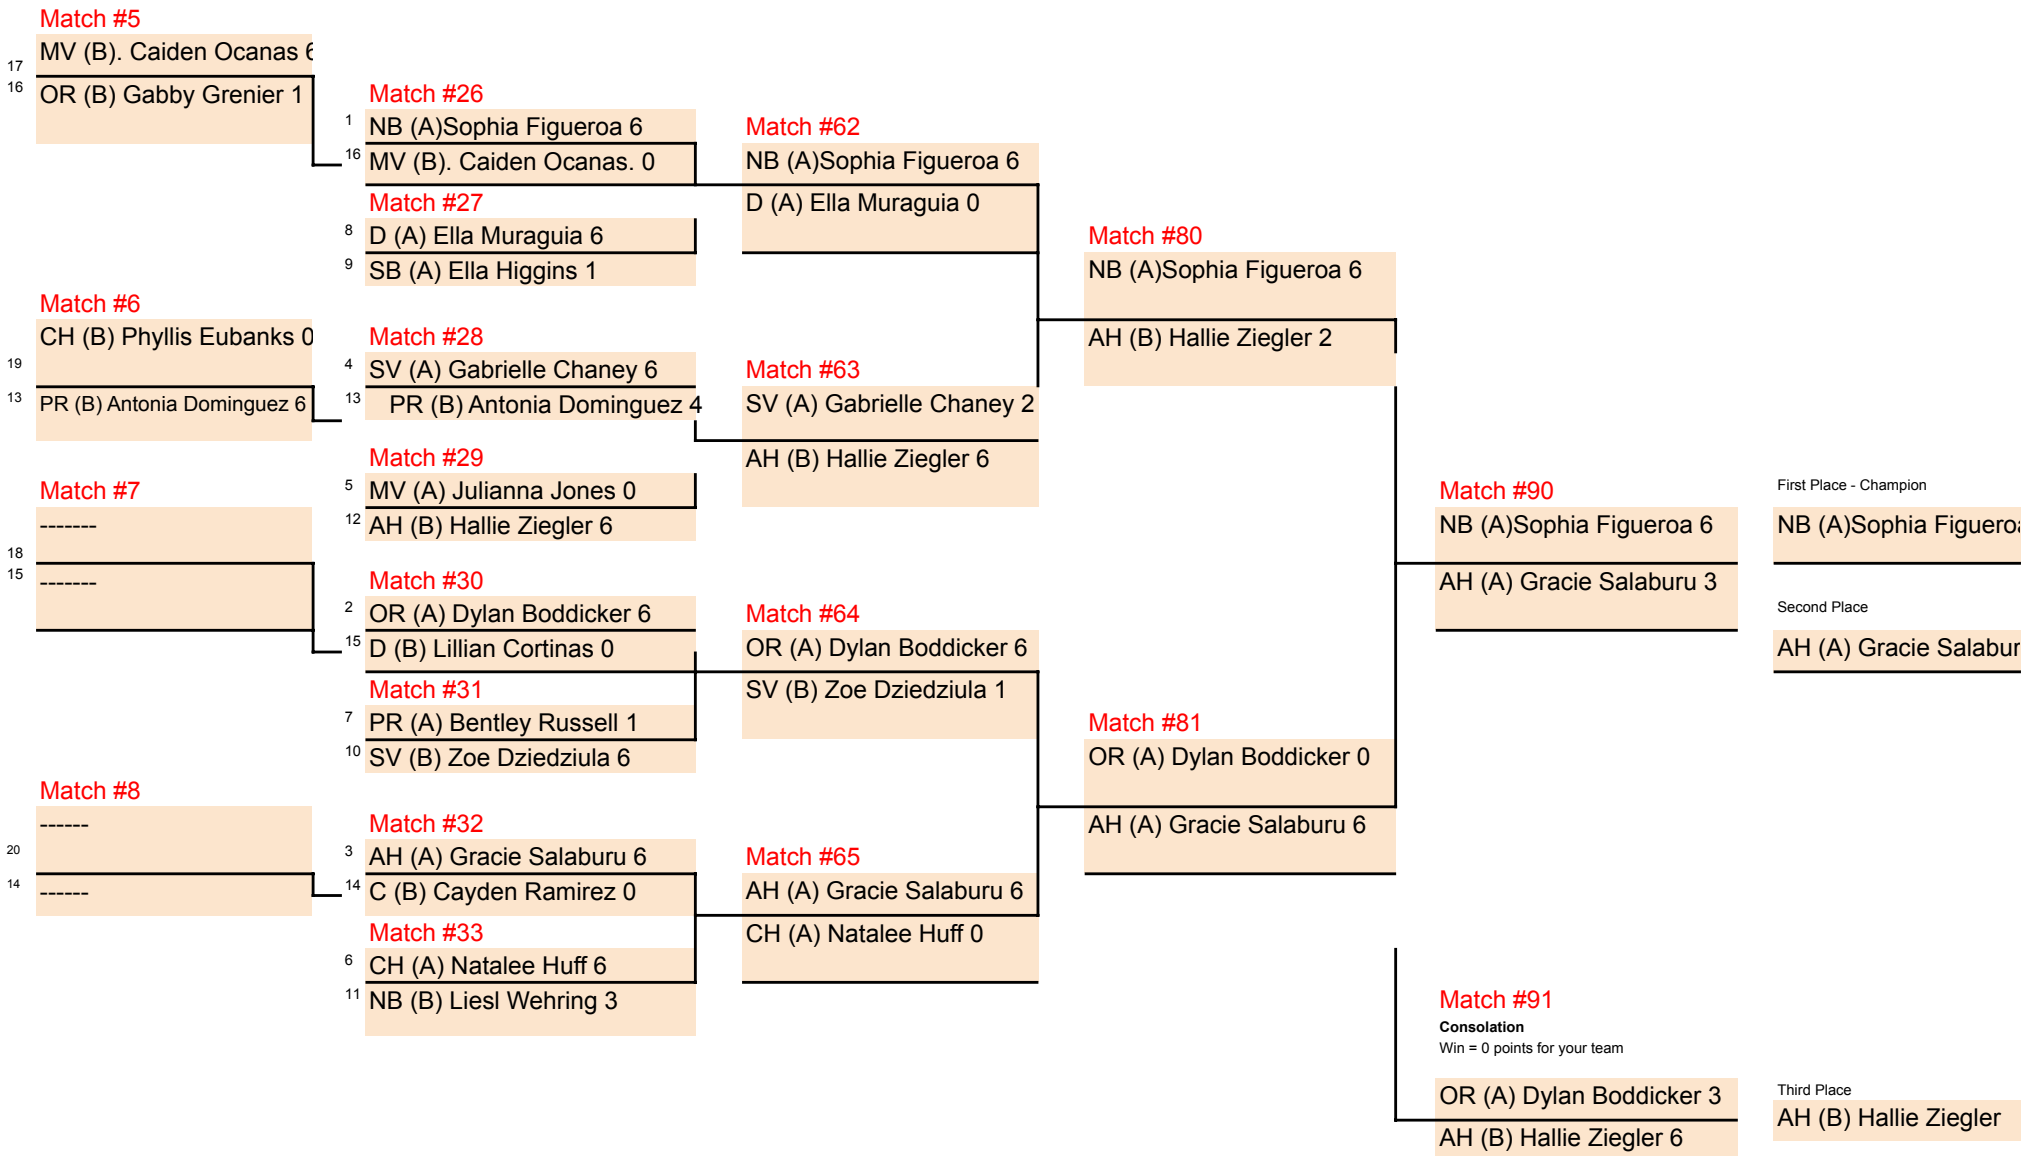 Match #5
17 MV (B). Caiden Ocanas 6
16 OR (B) Gabby Grenier 1
Match #6
CH (B) Phyllis Eubanks 0
19
13 PR (B) Antonia Dominguez 6
Match #7
-------
18
15 -------
Match #8
------
20
14 ------
Match #26
1 NB (A)Sophia Figueroa 6
16 MV (B). Caiden Ocanas. 0
Match #27
8 D (A) Ella Muraguia 6
9 SB (A) Ella Higgins 1
Match #28
4 SV (A) Gabrielle Chaney 6
13 PR (B) Antonia Dominguez 4
Match #29
5 MV (A) Julianna Jones 0
12 AH (B) Hallie Ziegler 6
Match #30
2 OR (A) Dylan Boddicker 6
15 D (B) Lillian Cortinas 0
Match #31
7 PR (A) Bentley Russell 1
10 SV (B) Zoe Dziedziula 6
Match #32
3 AH (A) Gracie Salaburu 6
14 C (B) Cayden Ramirez 0
Match #33
6 CH (A) Natalee Huff 6
11 NB (B) Liesl Wehring 3
Match #62
NB (A)Sophia Figueroa 6
D (A) Ella Muraguia 0
Match #63
SV (A) Gabrielle Chaney 2
AH (B) Hallie Ziegler 6
Match #64
OR (A) Dylan Boddicker 6
SV (B) Zoe Dziedziula 1
Match #65
AH (A) Gracie Salaburu 6
CH (A) Natalee Huff 0
Match #80
NB (A)Sophia Figueroa 6
AH (B) Hallie Ziegler 2
Match #81
OR (A) Dylan Boddicker 0
AH (A) Gracie Salaburu 6
Match #90
NB (A)Sophia Figueroa 6
AH (A) Gracie Salaburu 3
First Place - Champion
NB (A)Sophia Figueroa
Second Place
AH (A) Gracie Salabur
Match #91
Consolation
Win = 0 points for your team
OR (A) Dylan Boddicker 3
AH (B) Hallie Ziegler 6
Third Place
AH (B) Hallie Ziegler